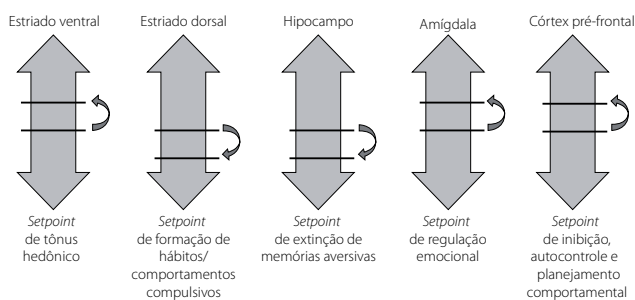 Estriado ventral
Estriado dorsal
Hipocampo
Amígdala
Córtex pré-frontal
Setpoint
de tônus
hedônico
Setpoint
de formação de
hábitos/
comportamentos
compulsivos
Setpoint
de extinção de
memórias aversivas
Setpoint
de regulação
emocional
Setpoint
de inibição,
autocontrole e
planejamento
comportamental